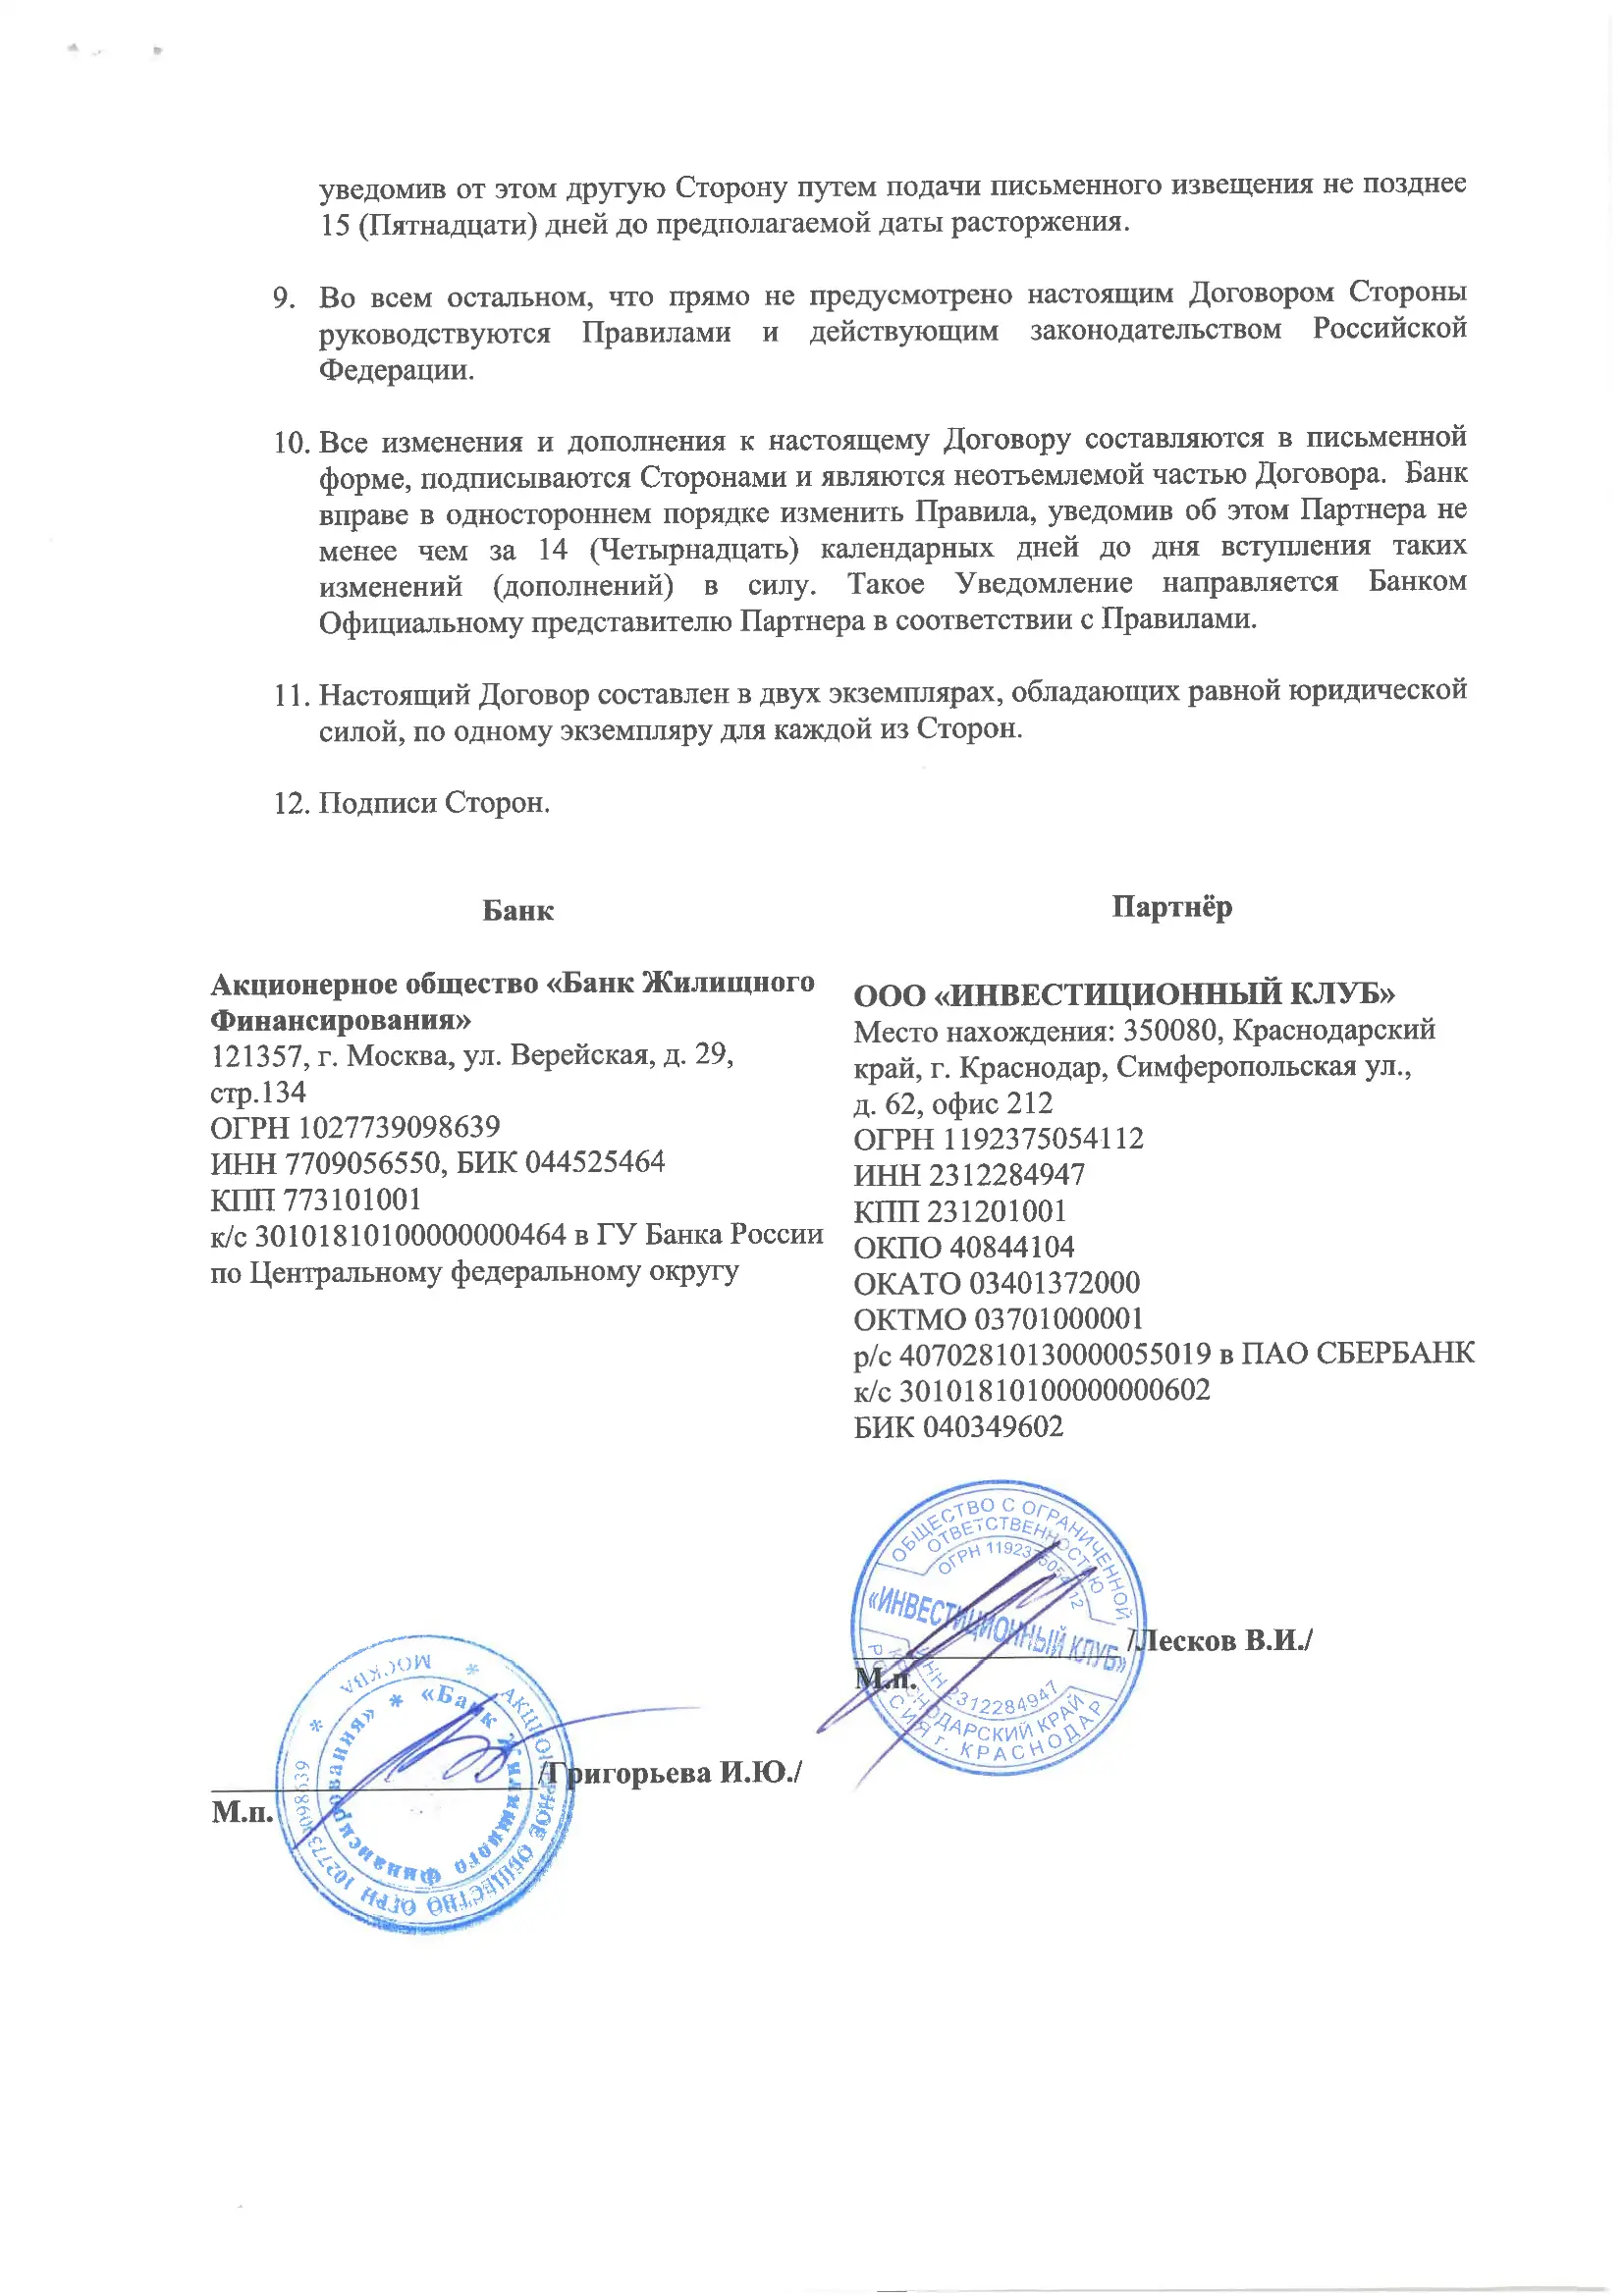 уведомив от этом другую Сторону путем подачи письменного извещения не позднее
15 (Пятнадцати) дней до предполагаемой даты расторжения.
9. Во всем остальном, что прямо не предусмотрено настоящим Договором Стороны
руководствуются Правилами и действующим законодательством Российской
Федерации.
10. Все изменения и дополнения к настоящему Договору составляются в письменной
форме, подписываются Сторонами и являются неотъемлемой частью Договора. Банк
вправе в одностороннем порядке изменить Правила, уведомив об этом Партнера не
менее чем за 14 (Четырнадцать) календарных дней до дня вступления таких
изменений (дополнений) в силу. Такое Уведомление направляется Банком
Официальному представителю Партнера в соответствии с Правилами.
11. Настоящий Договор составлен в двух экземплярах, обладающих равной юридической
силой, по одному экземпляру для каждой из Сторон.
12. Подписи Сторон.
Банк
Акционерное общество «Банк Жилищного
Финансирования»
121357, г. Москва, ул. Верейская, д. 29,
стр.134
ОГРН 1027739098639
ИНН 7709056550, БИК 044525464
КПП 773101001
к/с 30101810100000000464 в ГУ Банка России
по Центральному федеральному округу
Партнёр
ООО «ИНВЕСТИЦИОННЫЙ КЛУБ»
Место нахождения: 350080, Краснодарский
край, г. Краснодар, Симферопольская ул.,
д. 62, офис 212
ОГРН 1192375054112
ИНН 2312284947
КПП 231201001
ОКПО 40844104
ОКАТО 03401372000
ОКТМО 03701000001
р/с 40702810130000055019 в ПАО СБЕРБАНК
к/с 30101810100000000602
БИК 040349602
/Григорьева И.Ю./
М.п.
АКЦИОНЕРНОЕ ОБЩЕСТВО ОГРН 1027739098639 * МОСКВА *
«Банк Жилищного Финансирования» *
/Лесков В.И./
М.п.
ОБЩЕСТВО С ОГРАНИЧЕННОЙ
ОТВЕТСТВЕННОСТЬЮ
ОГРН 1192375054112
«ИНВЕСТИЦИОННЫЙ КЛУБ»
ИНН 2312284947
КРАСНОДАРСКИЙ КРАЙ
РОССИЯ г. КРАСНОДАР